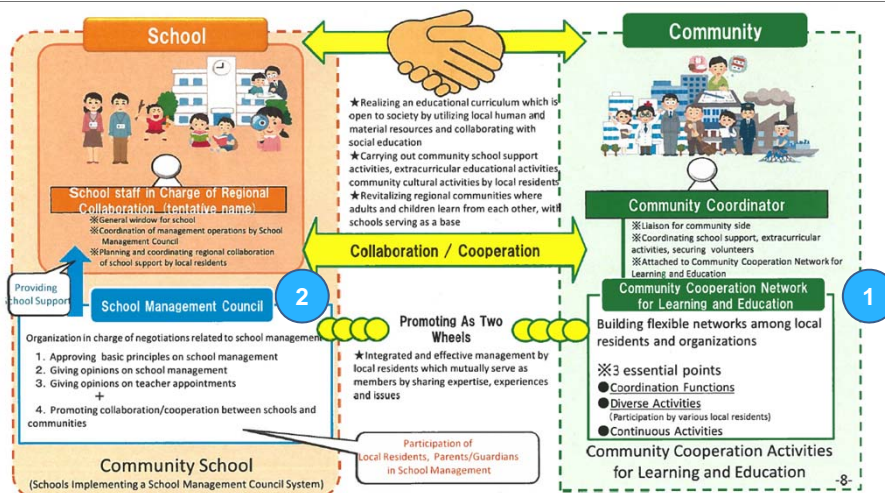 School
School staff in Charge of Regional
Collaboration (tentative name)
※General window for school
※Coordination of management operations by School
Management Council
※Planning and coordinating regional collaboration
of school support by local residents
Providing
School Support
School Management Council
2
Organization in charge of negotiations related to school management
1. Approving basic principles on school management
2. Giving opinions on school management
3. Giving opinions on teacher appointments
+
4. Promoting collaboration/cooperation between schools and
communities
Participation of
Local Residents, Parents/Guardians
in School Management
Community School
(Schools Implementing a School Management Council System)
★Realizing an educational curriculum which is
open to society by utilizing local human and
material resources and collaborating with
social education
★Carrying out community school support
activities, extracurricular educational activities,
community cultural activities by local residents
★Revitalizing regional communities where
adults and children learn from each other, with
schools serving as a base
Collaboration / Cooperation
Promoting As Two
Wheels
★Integrated and effective management by
local residents which mutually serve as
members by sharing expertise, experiences
and issues
Community
Community Coordinator
※Liaison for community side
※Coordinating school support, extracurricular
activities, securing volunteers
※Attached to Community Cooperation Network for
Learning and Education
Community Cooperation Network
for Learning and Education
1
Building flexible networks among local
residents and organizations
※3 essential points
●Coordination Functions
●Diverse Activities
(Participation by various local residents)
●Continuous Activities
Community Cooperation Activities
for Learning and Education
-8-